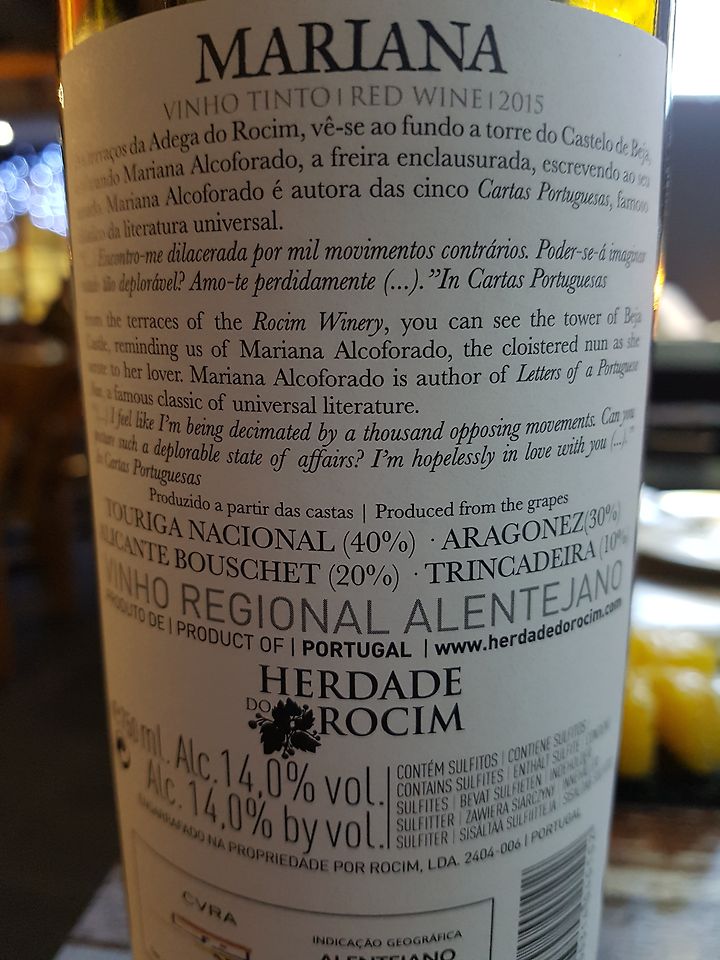 MARIANA
VINHO TINTO | RED WINE | 2015
terraços da Adega do Rocim, vê-se ao fundo a torre do Castelo de Beja,
Mariana Alcoforado, a freira enclausurada, escrevendo ao seu
Mariana Alcoforado é autora das cinco Cartas Portuguesas, famoso
da literatura universal.
Encontro-me dilacerada por mil movimentos contrários. Poder-se-á imaginar
tão deplorável? Amo-te perdidamente (...)."In Cartas Portuguesas
From the terraces of the Rocim Winery, you can see the tower of Beja
Castle, reminding us of Mariana Alcoforado, the cloistered nun as she
wrote to her lover. Mariana Alcoforado is author of Letters of a Portuguese
a famous classic of universal literature.
I feel like I'm being decimated by a thousand opposing movements. Can you
such a deplorable state of affairs? I'm hopelessly in love with you (...)."
In Cartas Portuguesas
Produzido a partir das castas | Produced from the grapes
TOURIGA NACIONAL (40%) · ARAGONEZ (30%)
ALICANTE BOUSCHET (20%) · TRINCADEIRA (10%)
VINHO REGIONAL ALENTEJANO
PRODUTO DE | PRODUCT OF | PORTUGAL | www.herdadedorocim.com
HERDADE
DO ROCIM
750 ml. Alc. 14,0% vol.
Alc. 14,0% by vol.
CONTÉM SULFITOS | CONTIENE SULFITOS
CONTAINS SULFITES | ENTHÄLT SULFITE
SULFITES | BEVAT SULFIETEN
SULFITTER | ZAWIERA SIARCZYNY
SULFITER | SISÄLTÄÄ SULFIITTEJA
ENGARRAFADO NA PROPRIEDADE POR ROCIM, LDA. 2404-006 | PORTUGAL
CVRA
INDICAÇÃO GEOGRÁFICA
ALENTEJANO